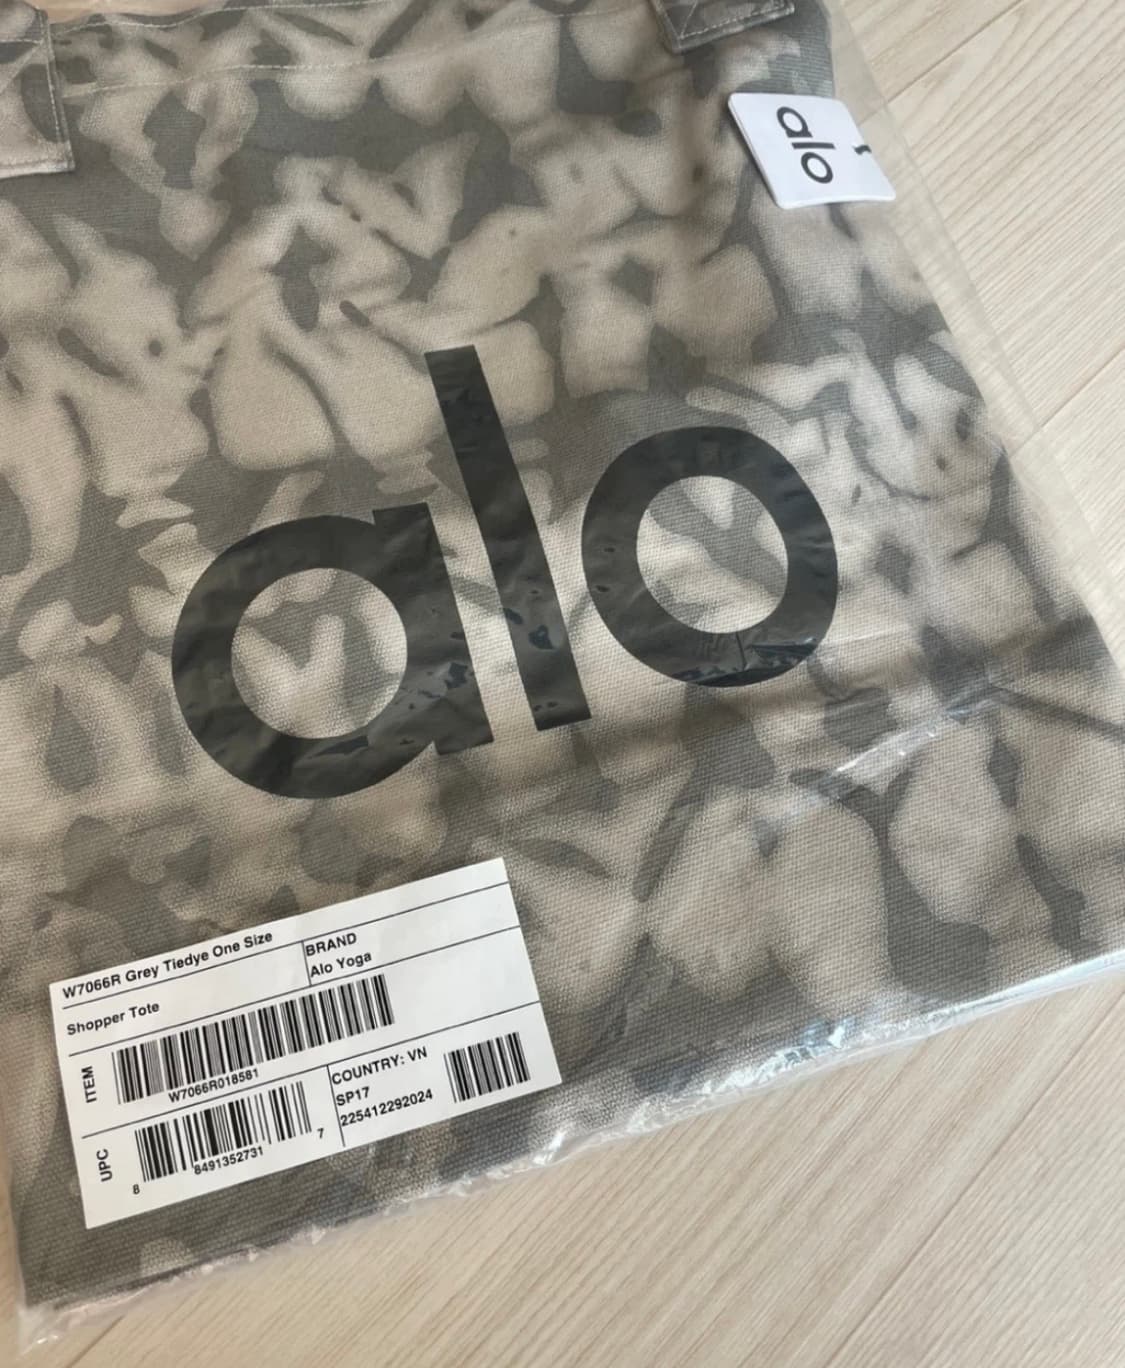 alo
alo
W7066R Grey Tiedye One Size
BRAND
Alo Yoga
Shopper Tote
ITEM
W7066R018581
UPC
8 8491352731 7
COUNTRY: VN
SP17
225412292024